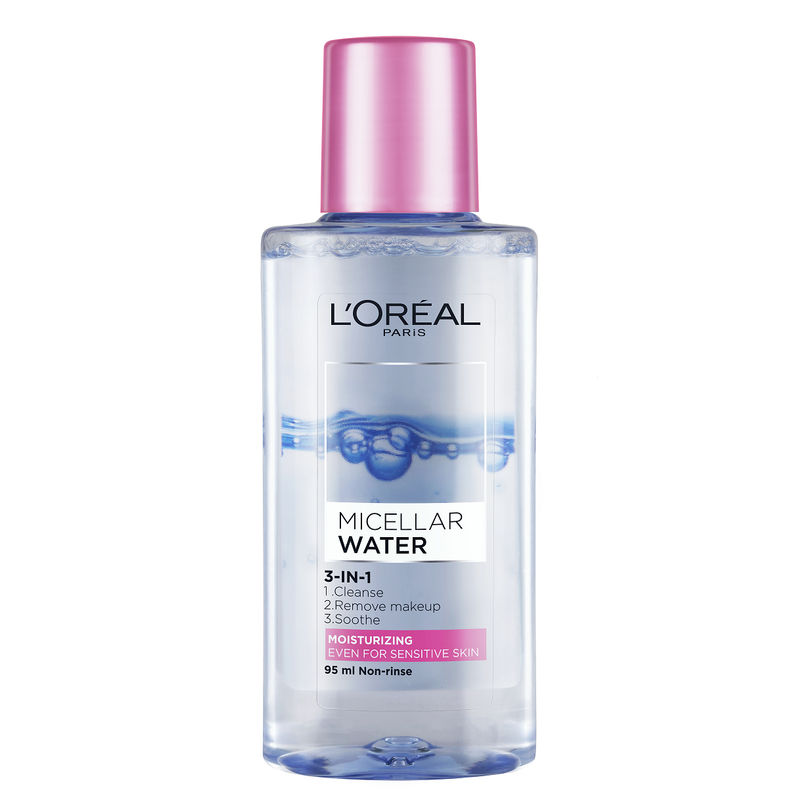 L'ORÉAL
PARiS
MICELLAR
WATER
3-IN-1
1 .Cleanse
2.Remove makeup
3.Soothe
MOISTURIZING
EVEN FOR SENSITIVE SKIN
95 ml Non-rinse